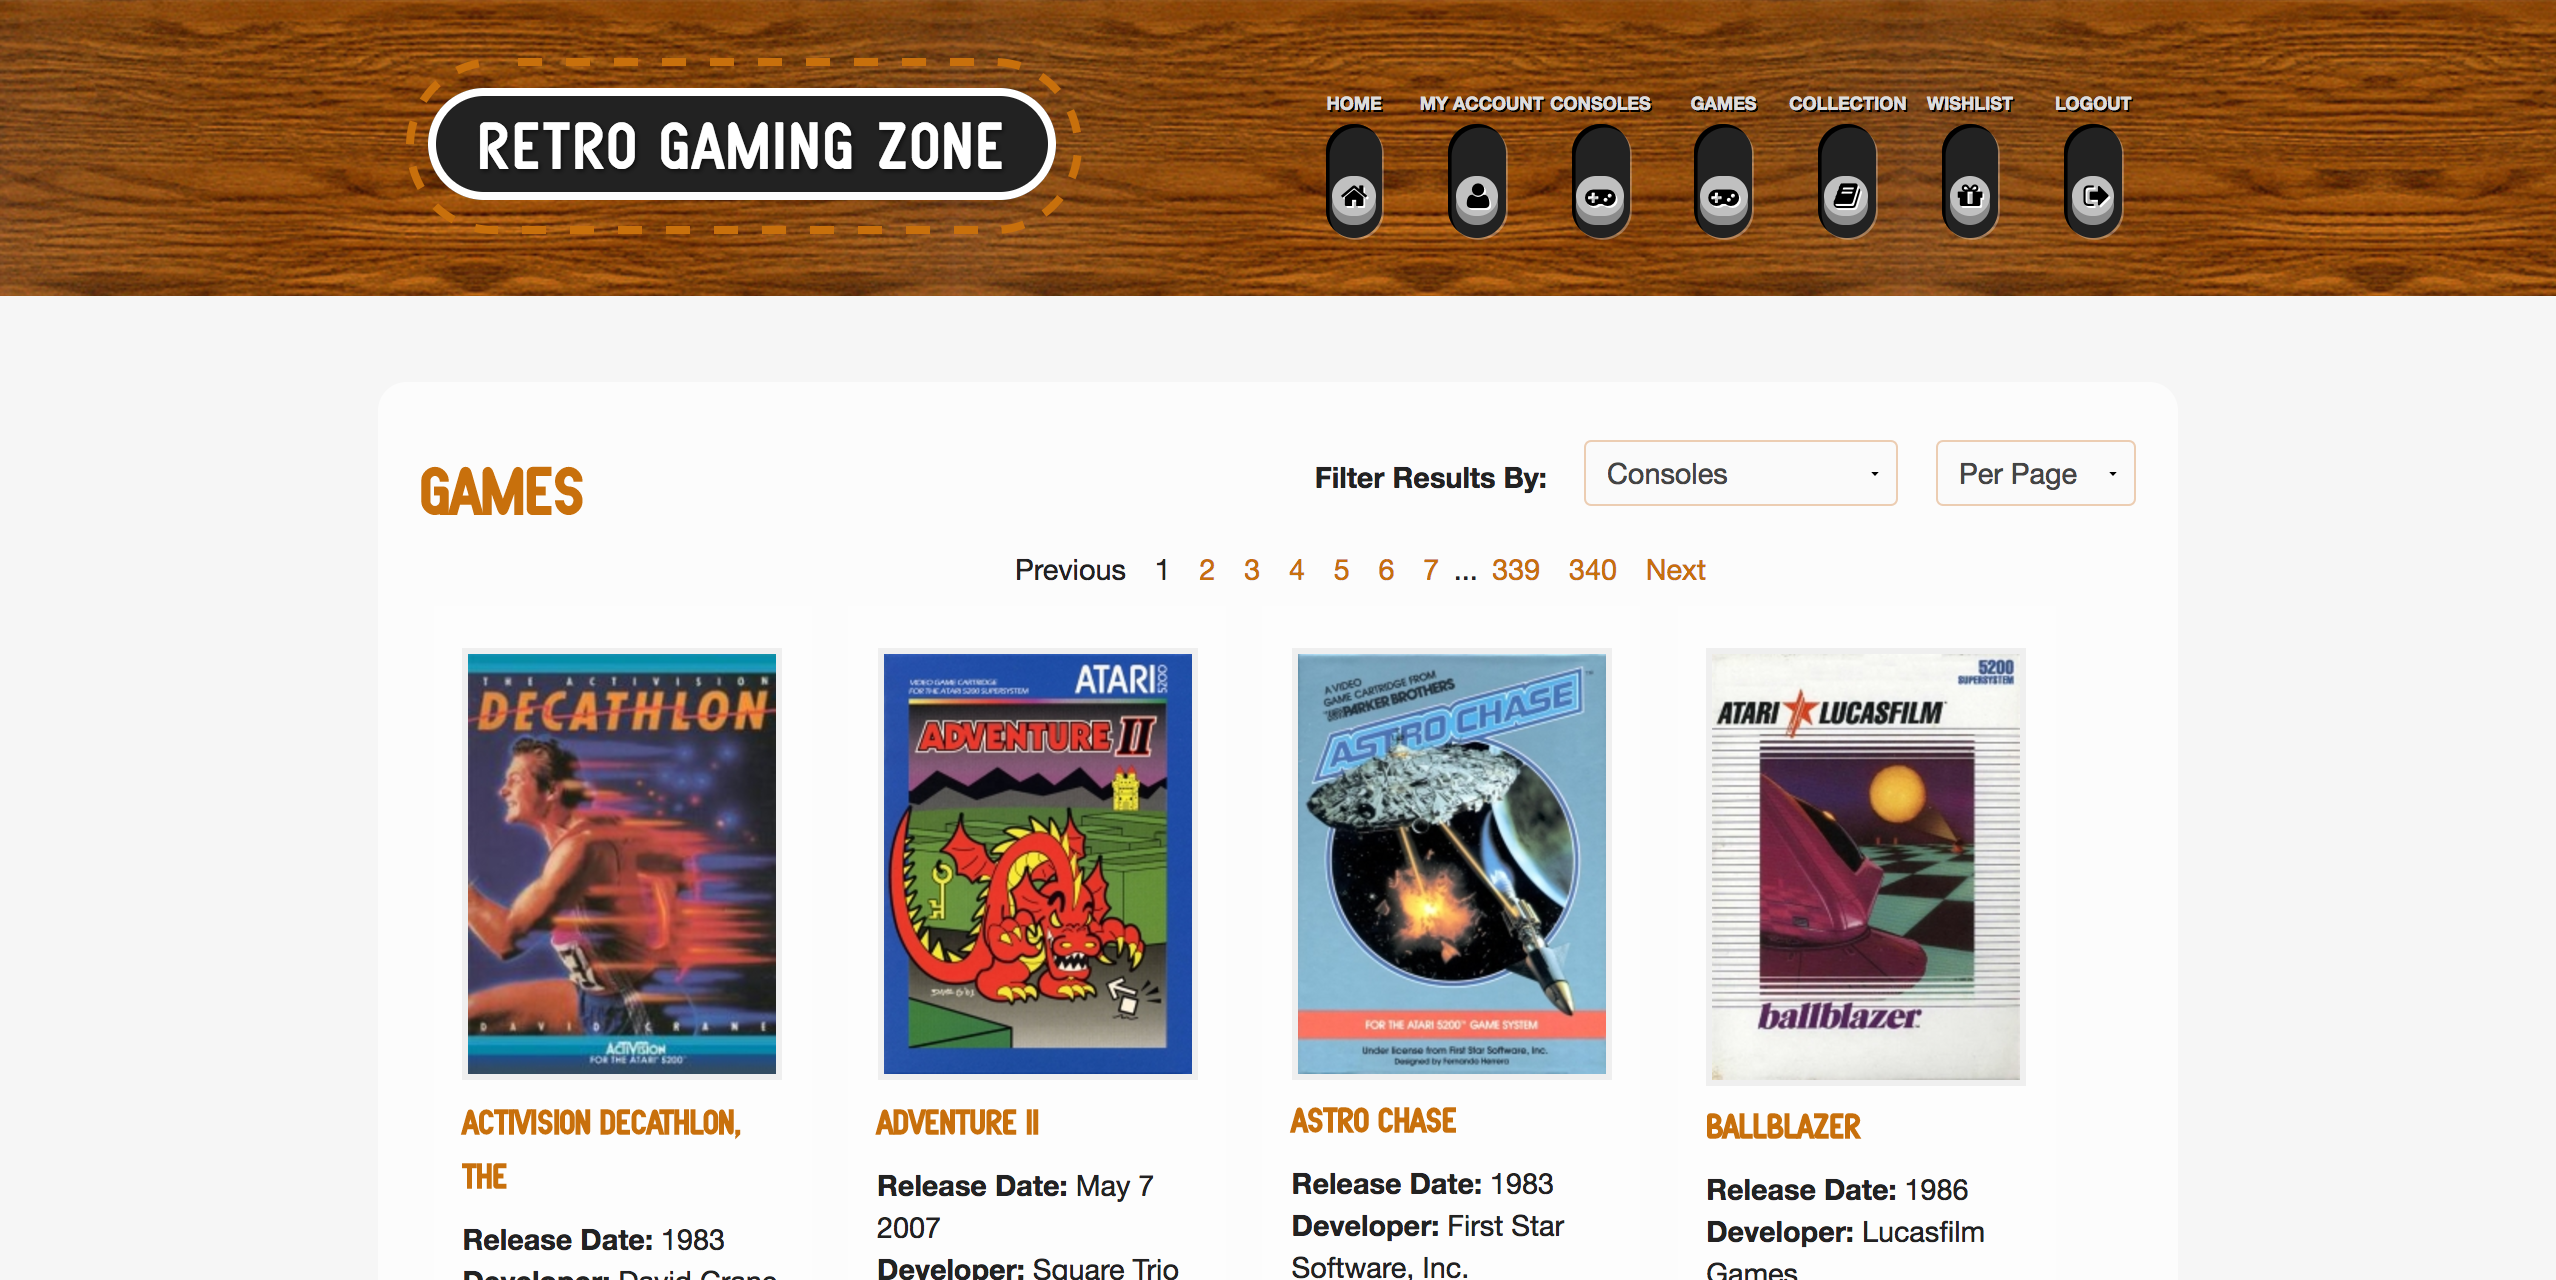 RETRO GAMING ZONE
HOME MY ACCOUNT CONSOLES GAMES COLLECTION WISHLIST LOGOUT
GAMES
Filter Results By: Consoles Per Page
Previous 1 2 3 4 5 6 7 ... 339 340 Next
THE ACTIVISION
DECATHLON
DAVID CRANE
ACTIVISION
FOR THE ATARI 5200™
VIDEO GAME CARTRIDGE
FOR THE ATARI 5200 SUPERSYSTEM
ATARI 5200
ADVENTURE II
A VIDEO
GAME CARTRIDGE FROM
PARKER BROTHERS
ASTRO CHASE™
FOR THE ATARI 5200™ GAME SYSTEM
Under license from First Star Software, Inc.
Designed by Fernando Herrera
5200
SUPERSYSTEM
ATARI LUCASFILM
ballblazer
ACTIVISION DECATHLON,
THE
Release Date: 1983
Developer: David Crane
ADVENTURE II
Release Date: May 7
2007
Developer: Square Trio
ASTRO CHASE
Release Date: 1983
Developer: First Star
Software, Inc.
BALLBLAZER
Release Date: 1986
Developer: Lucasfilm
Games